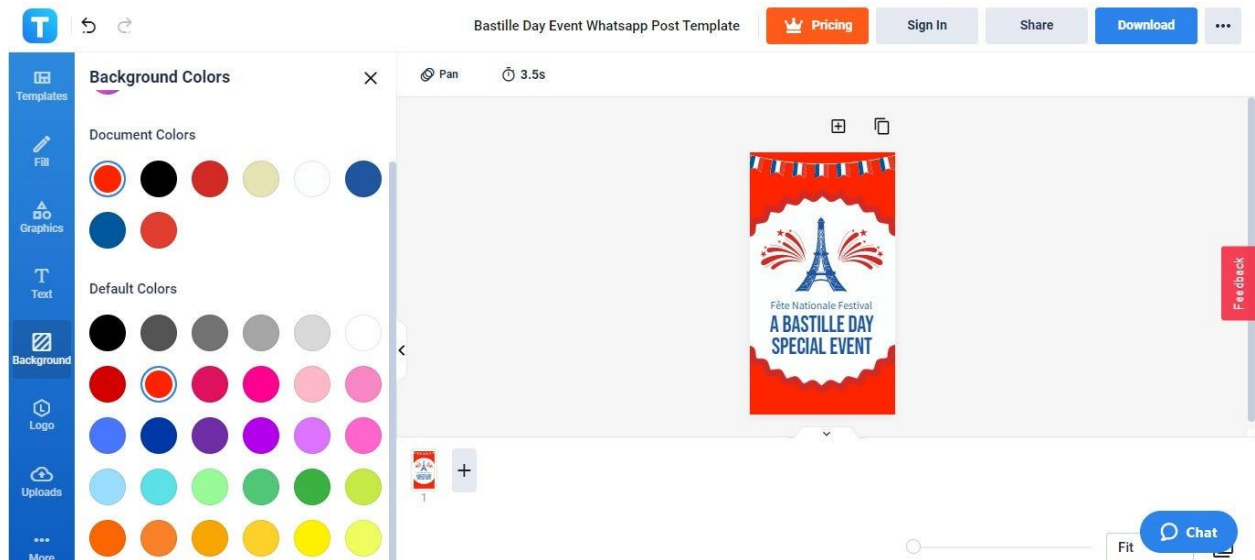 T
Bastille Day Event Whatsapp Post Template
Pricing
Sign In
Share
Download
Templates
Fill
Graphics
Text
Background
Logo
Uploads
More
Background Colors
Document Colors
Default Colors
Pan
3.5s
Fête Nationale Festival
A BASTILLE DAY
SPECIAL EVENT
Feedback
1
Fit
Chat